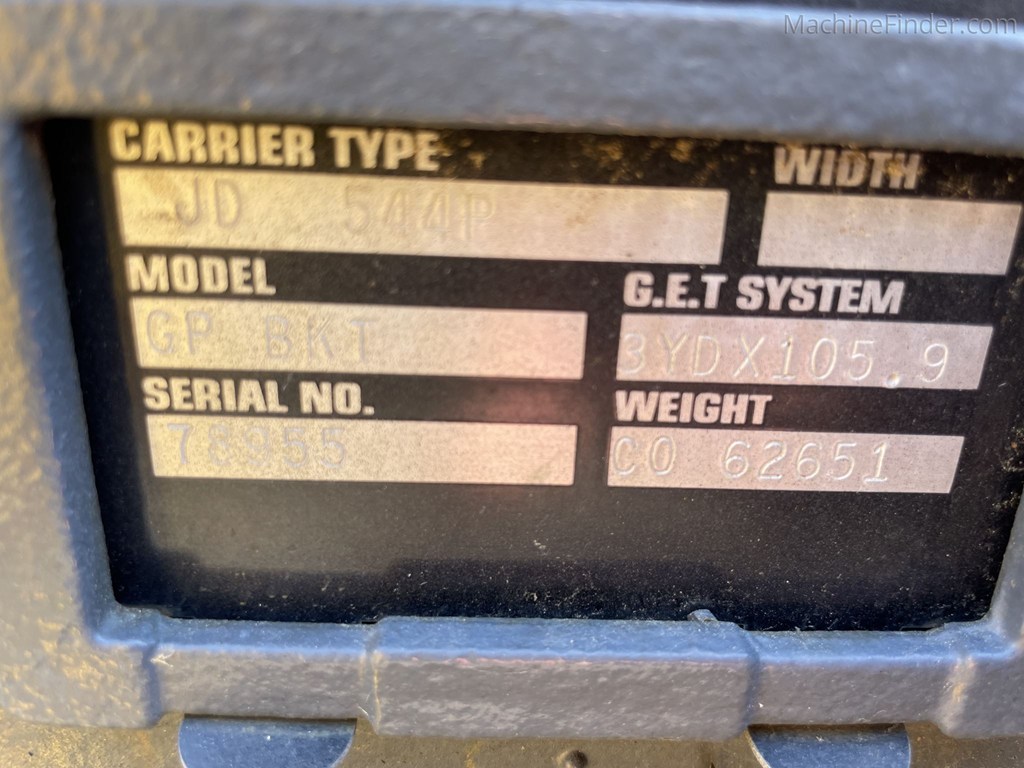 MachineFinder.com
CARRIER TYPE WIDTH
JD 544P
MODEL G.E.T SYSTEM
GP BKT 3YDX105.9
SERIAL NO. WEIGHT
78955 CO 62651